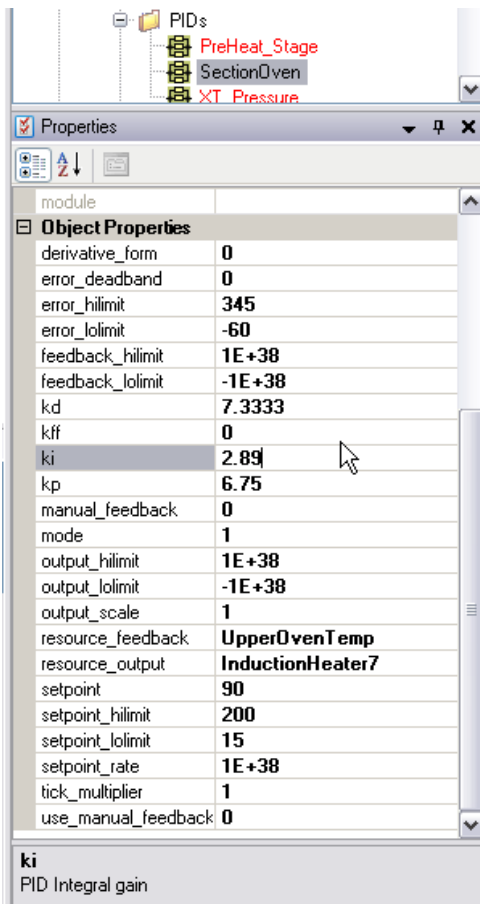 PIDs
PreHeat_Stage
SectionOven
XT_Pressure
Properties
module
Object Properties
derivative_form 0
error_deadband 0
error_hilimit 345
error_lolimit -60
feedback_hilimit 1E+38
feedback_lolimit -1E+38
kd 7.3333
kff 0
ki 2.89
kp 6.75
manual_feedback 0
mode 1
output_hilimit 1E+38
output_lolimit -1E+38
output_scale 1
resource_feedback UpperOvenTemp
resource_output InductionHeater7
setpoint 90
setpoint_hilimit 200
setpoint_lolimit 15
setpoint_rate 1E+38
tick_multiplier 1
use_manual_feedback 0
ki
PID Integral gain